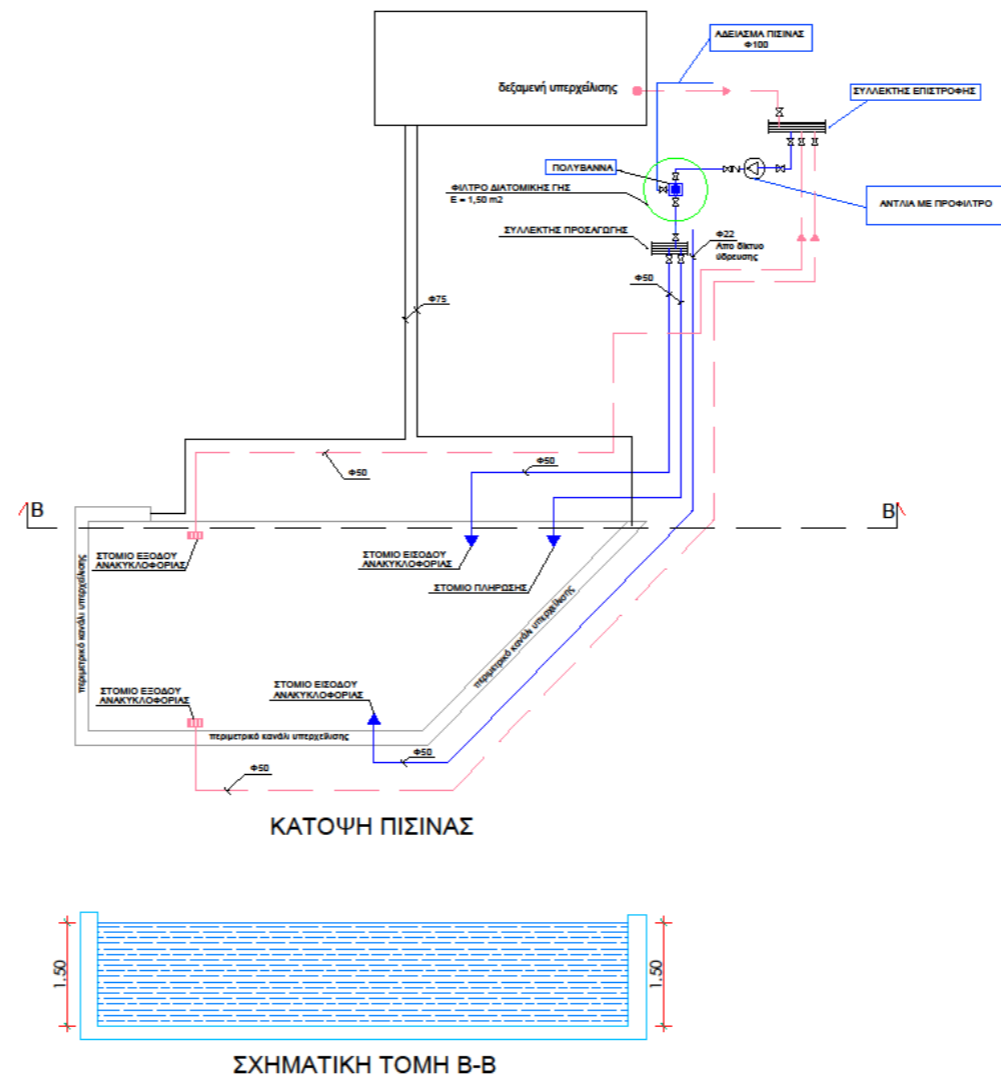 ΑΔΕΙΑΣΜΑ ΠΙΣΙΝΑΣ
Φ100
δεξαμενή υπερχείλισης
ΣΥΛΛΕΚΤΗΣ ΕΠΙΣΤΡΟΦΗΣ
ΠΟΛΥΒΑΝΝΑ
ΦΙΛΤΡΟ ΔΙΑΤΟΜΙΚΗΣ ΓΗΣ
Ε = 1,50 m2
ΑΝΤΛΙΑ ΜΕ ΠΡΟΦΙΛΤΡΟ
ΣΥΛΛΕΚΤΗΣ ΠΡΟΣΑΓΩΓΗΣ
Φ22
Απο δίκτυο
ύδρευσης
Φ50
Φ75
Φ50
Φ50
B
B
ΣΤΟΜΙΟ ΕΞΟΔΟΥ
ΑΝΑΚΥΚΛΟΦΟΡΙΑΣ
ΣΤΟΜΙΟ ΕΙΣΟΔΟΥ
ΑΝΑΚΥΚΛΟΦΟΡΙΑΣ
ΣΤΟΜΙΟ ΠΛΗΡΩΣΗΣ
περιμετρικό κανάλι υπερχείλισης
περιμετρικό κανάλι υπερχείλισης
ΣΤΟΜΙΟ ΕΞΟΔΟΥ
ΑΝΑΚΥΚΛΟΦΟΡΙΑΣ
ΣΤΟΜΙΟ ΕΙΣΟΔΟΥ
ΑΝΑΚΥΚΛΟΦΟΡΙΑΣ
περιμετρικό κανάλι υπερχείλισης
Φ50
Φ50
ΚΑΤΟΨΗ ΠΙΣΙΝΑΣ
1.50
1.50
ΣΧΗΜΑΤΙΚΗ ΤΟΜΗ Β-Β